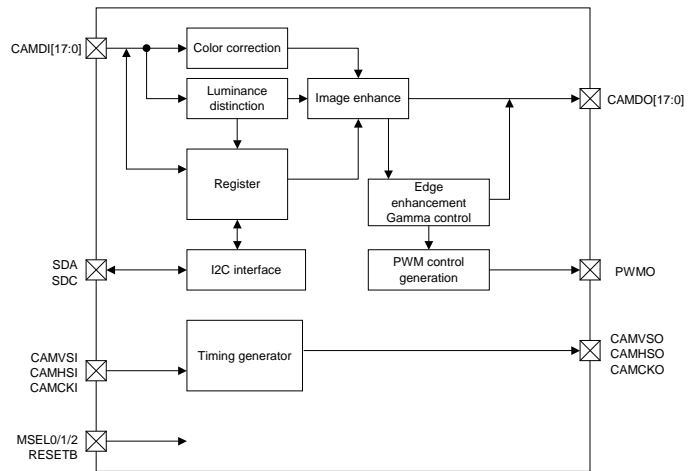 CAMDI[17:0]
Color correction
Luminance
distinction
Image enhance
CAMDO[17:0]
Register
Edge
enhancement
Gamma control
SDA
SDC
I2C interface
PWM control
generation
PWMO
CAMVSI
CAMHSI
CAMCKI
Timing generator
CAMVSO
CAMHSO
CAMCKO
MSEL0/1/2
RESETB